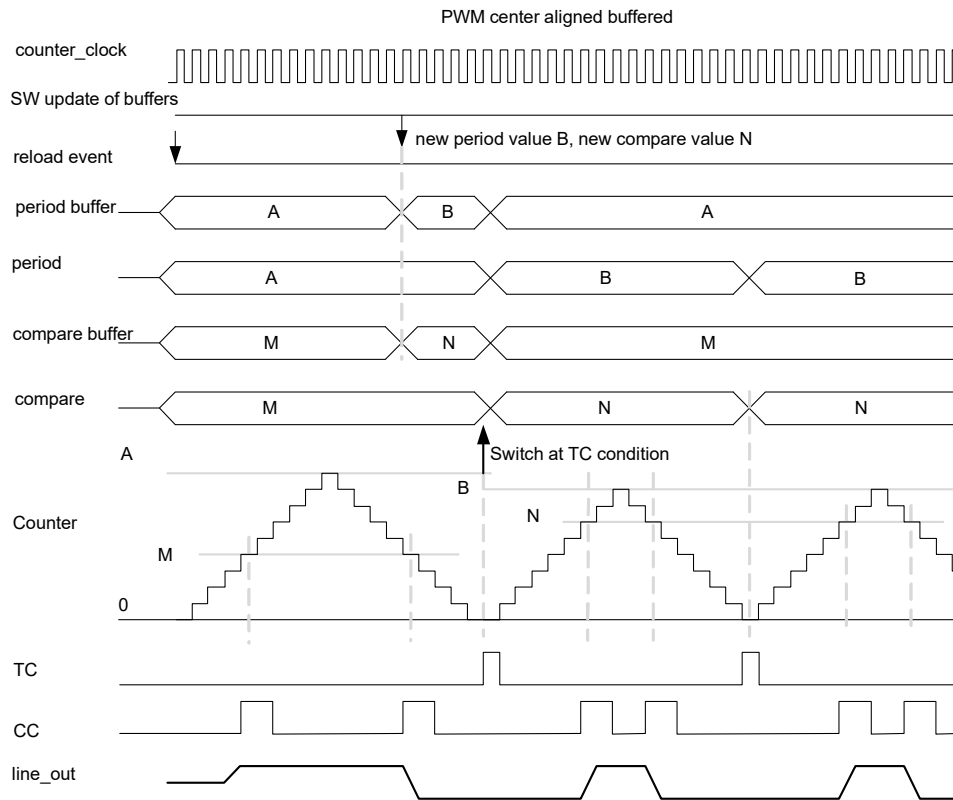 PWM center aligned buffered
counter_clock
SW update of buffers
new period value B, new compare value N
reload event
period buffer
A
B
A
period
A
B
B
compare buffer
M
N
M
compare
M
N
N
A
Switch at TC condition
B
N
Counter
M
0
TC
CC
line_out